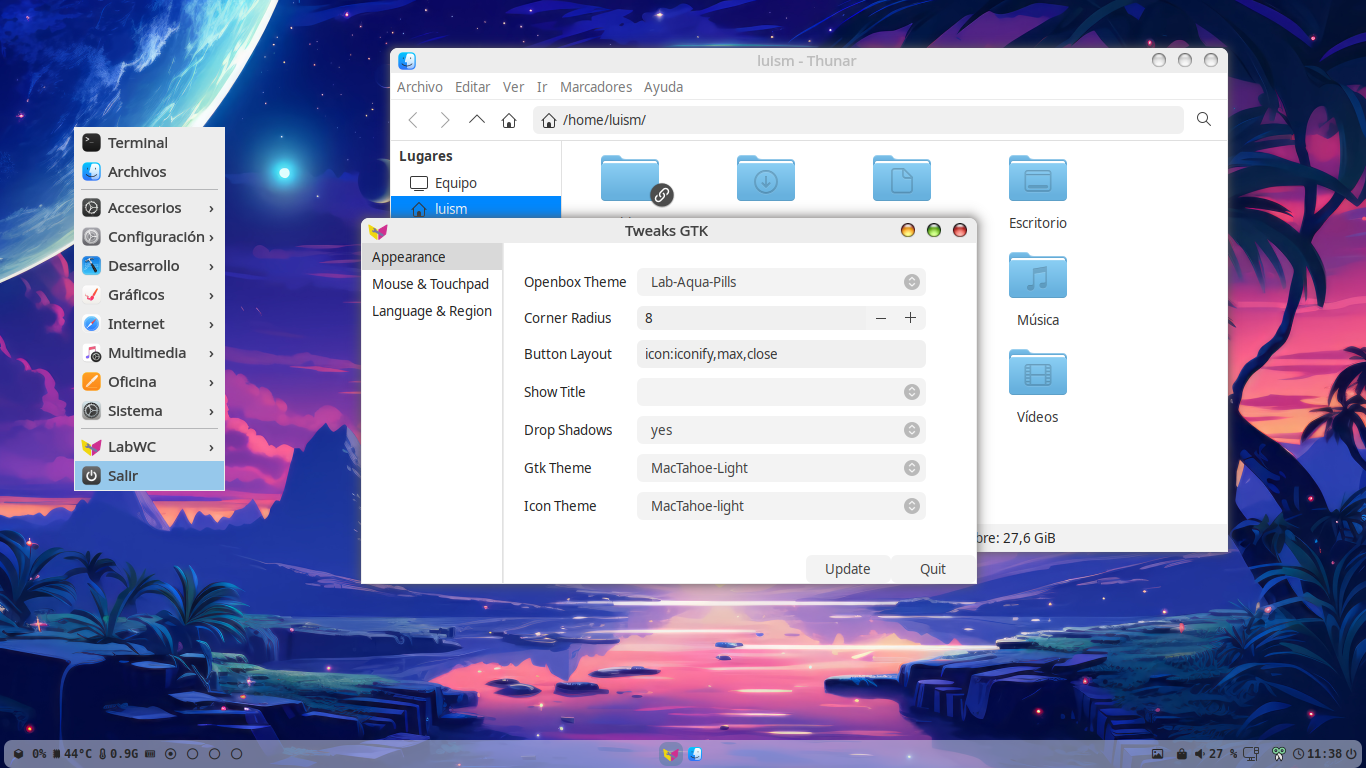 luism - Thunar
Archivo Editar Ver Ir Marcadores Ayuda
/home/luism/
Lugares
Equipo
luism
Escritorio
Música
Vídeos
27,6 GiB
Terminal
Archivos
Accesorios
Configuración
Desarrollo
Gráficos
Internet
Multimedia
Oficina
Sistema
LabWC
Salir
Tweaks GTK
Appearance
Mouse & Touchpad
Language & Region
Openbox Theme Lab-Aqua-Pills
Corner Radius 8
Button Layout icon:iconify,max,close
Show Title
Drop Shadows yes
Gtk Theme MacTahoe-Light
Icon Theme MacTahoe-light
Update Quit
0% 44°C 0.9G
27 % 11:38